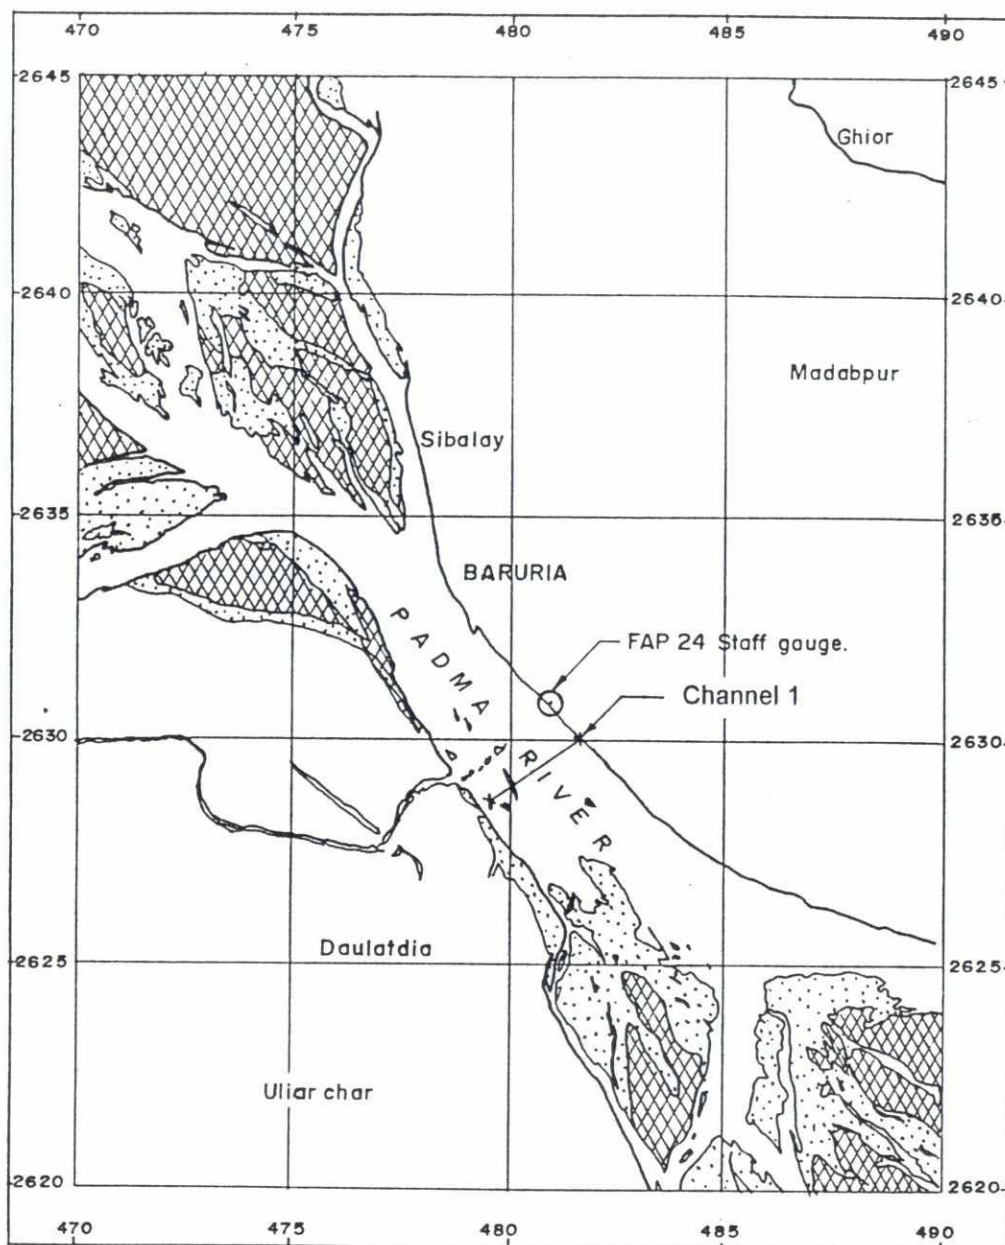 470 475 480 485 490
2645 2645
Ghior
2640 2640
Madabpur
Sibalay
2635 2635
BARURIA
PADMA RIVER
FAP 24 Staff gauge.
Channel 1
2630 2630
Daulatdia
2625 2625
Uliar char
2620 2620
470 475 480 485 490